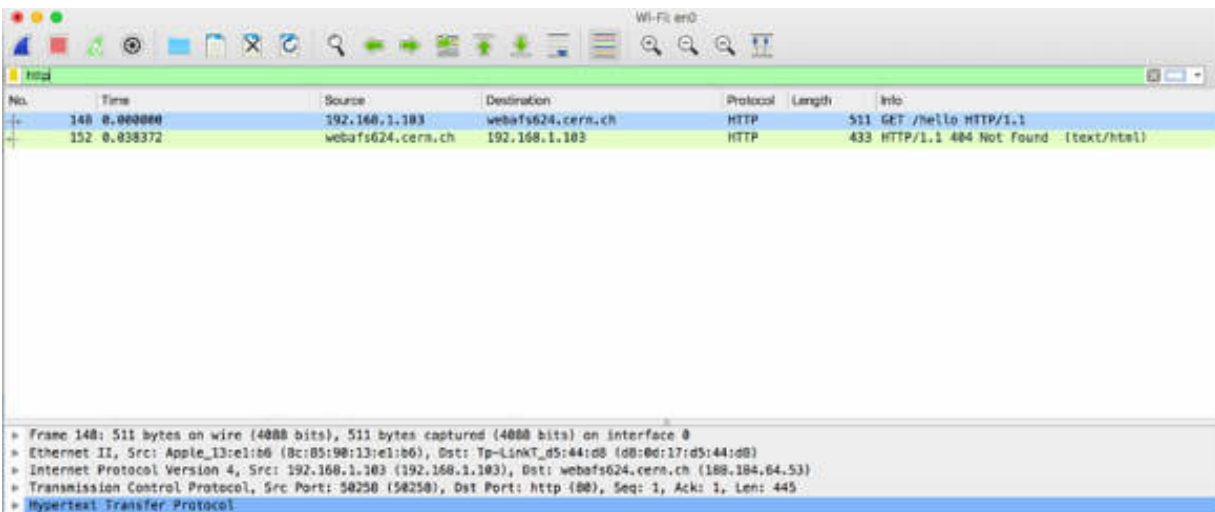 Wi-Fi: en0
http
No. Time Source Destination Protocol Length Info
148 0.000000 192.168.1.103 webafs624.cern.ch HTTP 511 GET /hello HTTP/1.1
152 0.038372 webafs624.cern.ch 192.168.1.103 HTTP 433 HTTP/1.1 404 Not Found (text/html)
Frame 148: 511 bytes on wire (4088 bits), 511 bytes captured (4088 bits) on interface 0
Ethernet II, Src: Apple_13:e1:b6 (8c:85:90:13:e1:b6), Dst: Tp-LinkT_d5:44:d8 (d8:0d:17:d5:44:d8)
Internet Protocol Version 4, Src: 192.168.1.103 (192.168.1.103), Dst: webafs624.cern.ch (188.184.64.53)
Transmission Control Protocol, Src Port: 50250 (50250), Dst Port: http (80), Seq: 1, Ack: 1, Len: 445
Hypertext Transfer Protocol